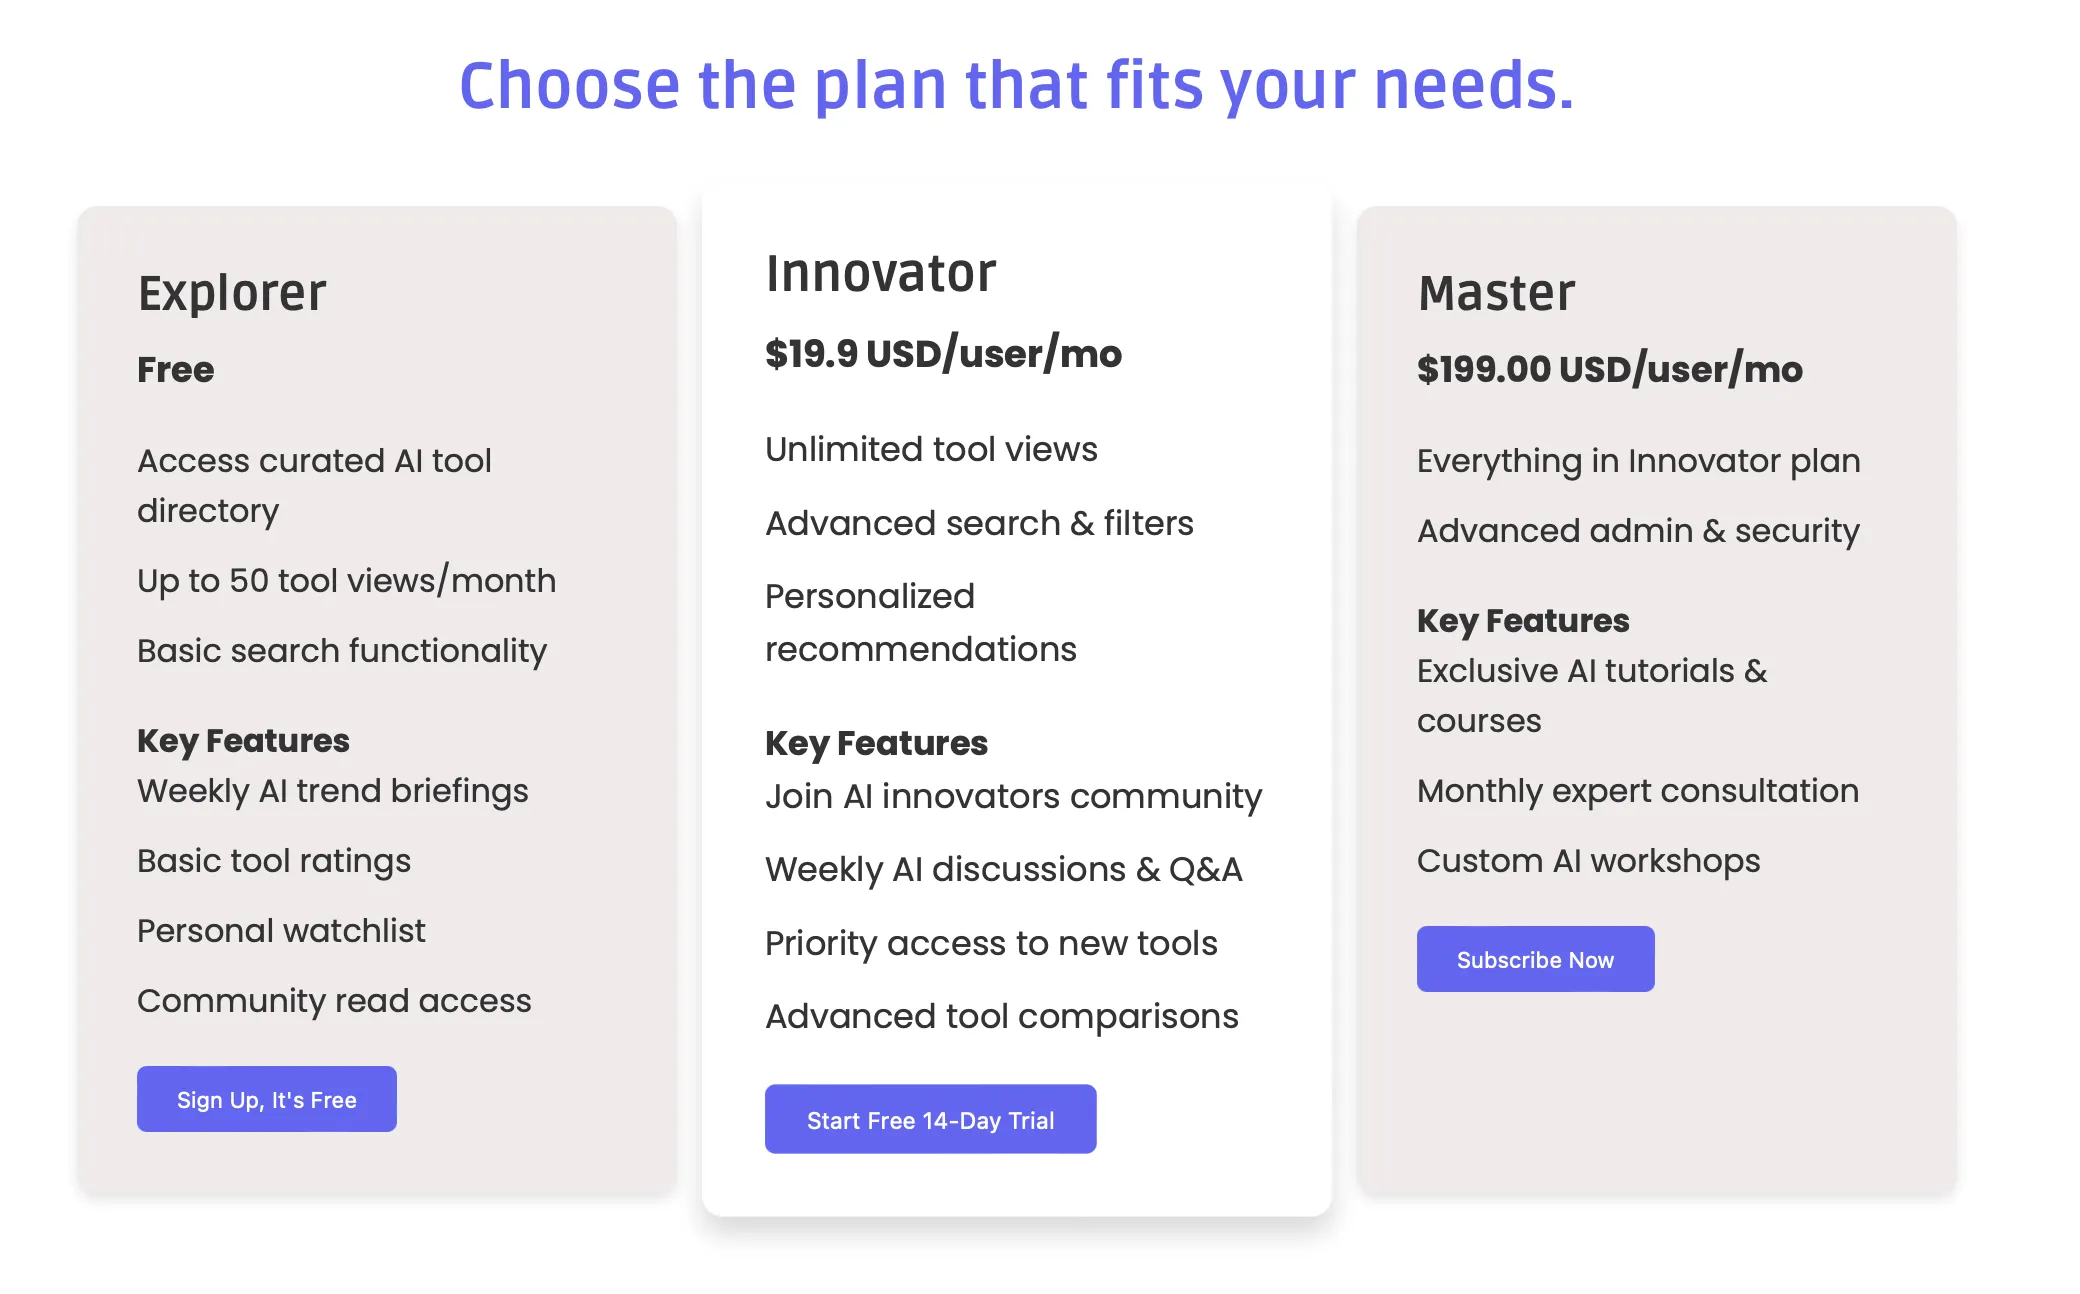 Choose the plan that fits your needs.
Explorer
Free
Access curated AI tool
directory
Up to 50 tool views/month
Basic search functionality
Key Features
Weekly AI trend briefings
Basic tool ratings
Personal watchlist
Community read access
Sign Up, It's Free
Innovator
$19.9 USD/user/mo
Unlimited tool views
Advanced search & filters
Personalized
recommendations
Key Features
Join AI innovators community
Weekly AI discussions & Q&A
Priority access to new tools
Advanced tool comparisons
Start Free 14-Day Trial
Master
$199.00 USD/user/mo
Everything in Innovator plan
Advanced admin & security
Key Features
Exclusive AI tutorials &
courses
Monthly expert consultation
Custom AI workshops
Subscribe Now